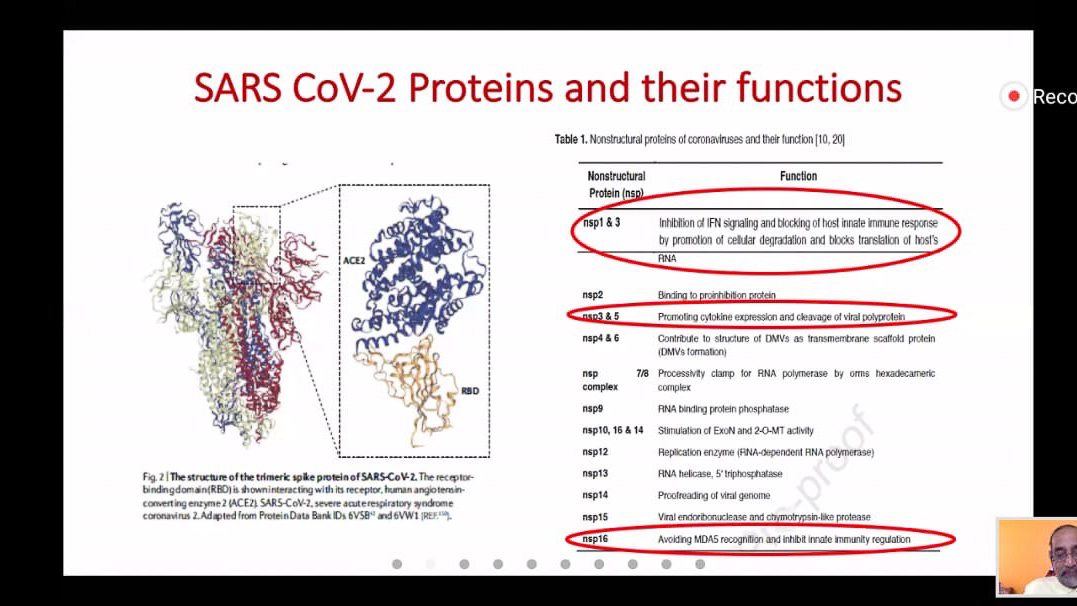 SARS CoV-2 Proteins and their functions
Reco
Table 1. Nonstructural proteins of coronaviruses and their function [10, 20]
Nonstructural
Protein (nsp)
Function
nsp1 & 3 Inhibition of IFN signaling and blocking of host innate immune response
by promotion of cellular degradation and blocks translation of host's
RNA
nsp2 Binding to proinhibition protein
nsp3 & 5 Promoting cytokine expression and cleavage of viral polyprotein
nsp4 & 6 Contribute to structure of DMVs as transmembrane scaffold protein
(DMVs formation)
nsp 7/8 Processivity clamp for RNA polymerase by orms hexadecameric
complex complex
nsp9 RNA binding protein phosphatase
nsp10, 16 & 14 Stimulation of ExoN and 2-O-MT activity
nsp12 Replication enzyme (RNA-dependent RNA polymerase)
nsp13 RNA helicase, 5' triphosphatase
nsp14 Proofreading of viral genome
nsp15 Viral endoribonuclease and chymotrypsin-like protease
nsp16 Avoiding MDA5 recognition and inhibit innate immunity regulation
ACE2
RBD
Fig. 2 | The structure of the trimeric spike protein of SARS-CoV-2. The receptor-
binding domain (RBD) is shown interacting with its receptor, human angiotensin-
converting enzyme 2 (ACE2). SARS-CoV-2, severe acute respiratory syndrome
coronavirus 2. Adapted from Protein Data Bank IDs 6VSB and 6VW1 [REF.